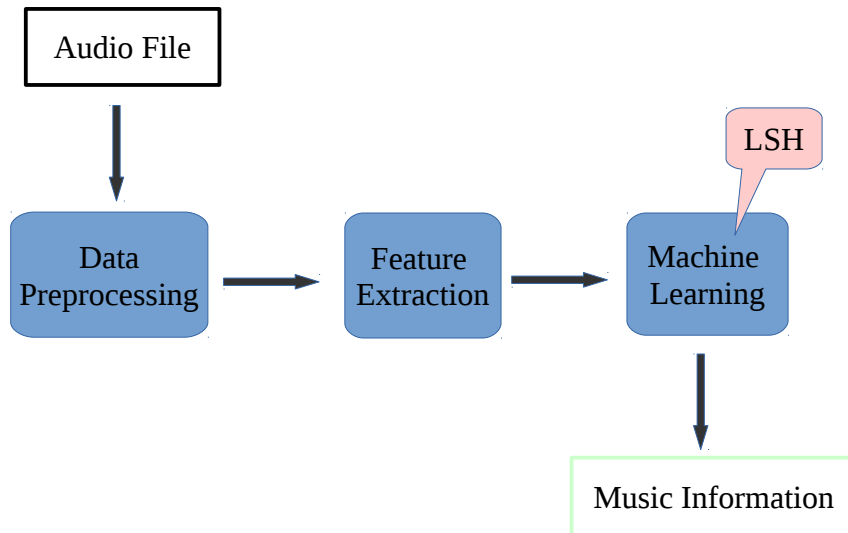 Audio File
LSH
Data
Preprocessing
Feature
Extraction
Machine
Learning
Music Information